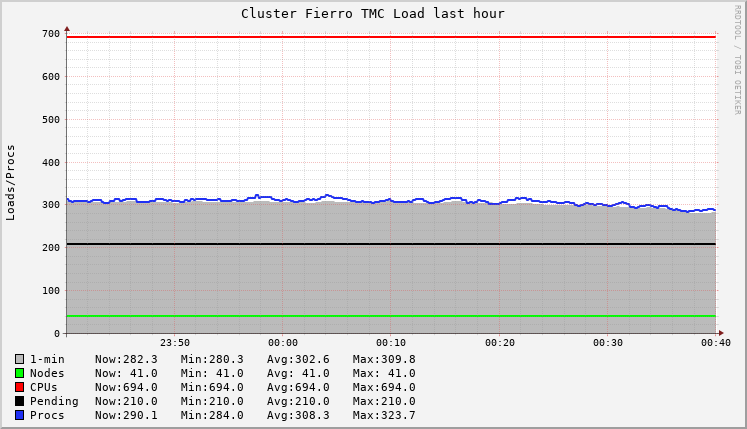 Cluster Fierro TMC Load last hour
RRDTOOL / TOBI OETIKER
Loads/Procs
700
600
500
400
300
200
100
0
23:50 00:00 00:10 00:20 00:30 00:40
1-min Now:282.3 Min:280.3 Avg:302.6 Max:309.8
Nodes Now: 41.0 Min: 41.0 Avg: 41.0 Max: 41.0
CPUs Now:694.0 Min:694.0 Avg:694.0 Max:694.0
Pending Now:210.0 Min:210.0 Avg:210.0 Max:210.0
Procs Now:290.1 Min:284.0 Avg:308.3 Max:323.7